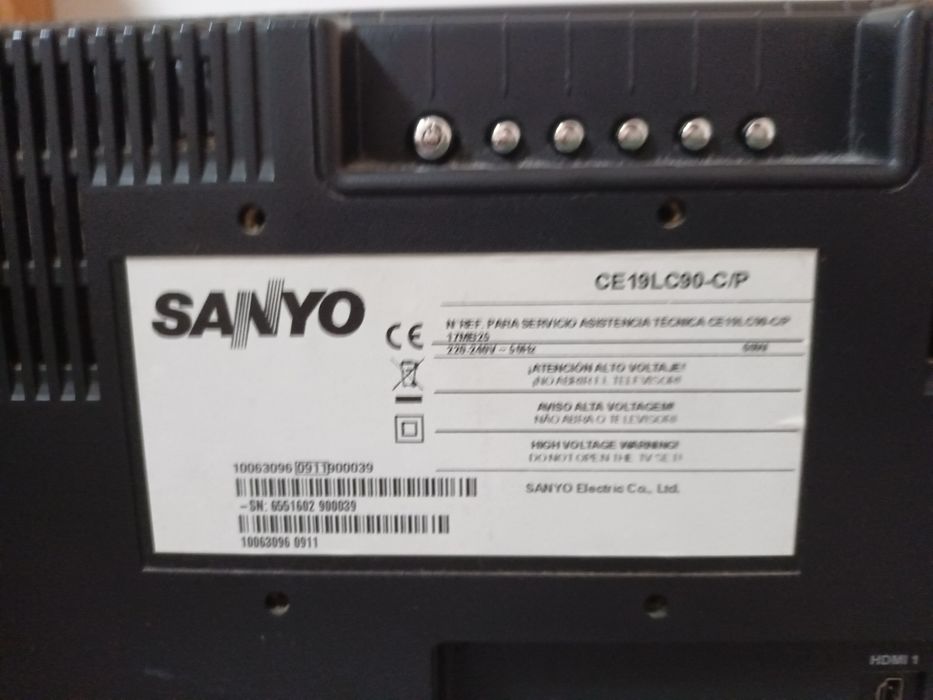 SANYO
CE19LC90-C/P
CE
Nº REF. PARA SERVICIO ASISTENCIA TÉCNICA CE19LC90-C/P
17MB25
220-240V ~ 50Hz
¡ATENCIÓN ALTO VOLTAJE!
¡NO ABRIR EL TELEVISOR!
AVISO ALTA VOLTAGEM!
NÃO ABRA O TELEVISOR!
HIGH VOLTAGE WARNING!
DO NOT OPEN THE TV SET!
SANYO Electric Co., Ltd.
10063096 0911 900039
-SN: 6551602 900039
10063096 0911
HDMI 1